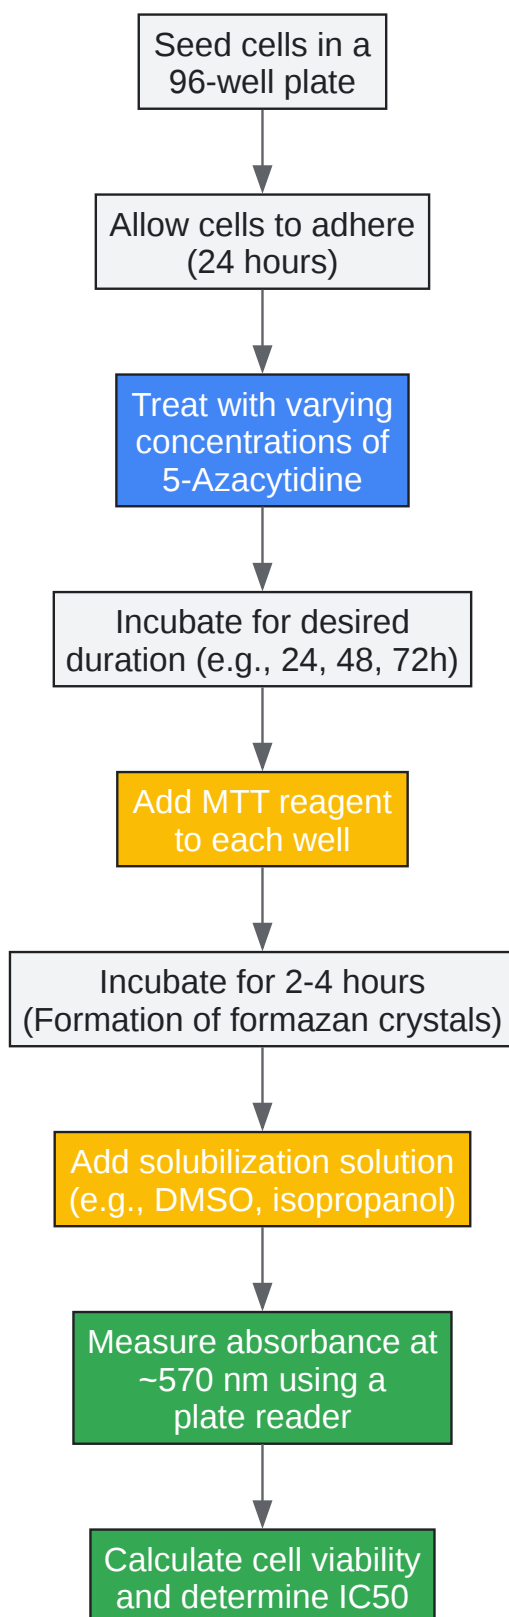 Seed cells in a
96-well plate
Allow cells to adhere
(24 hours)
Treat with varying
concentrations of
5-Azacytidine
Incubate for desired
duration (e.g., 24, 48, 72h)
Add MTT reagent
to each well
Incubate for 2-4 hours
(Formation of formazan crystals)
Add solubilization solution
(e.g., DMSO, isopropanol)
Measure absorbance at
~570 nm using a
plate reader
Calculate cell viability
and determine IC50